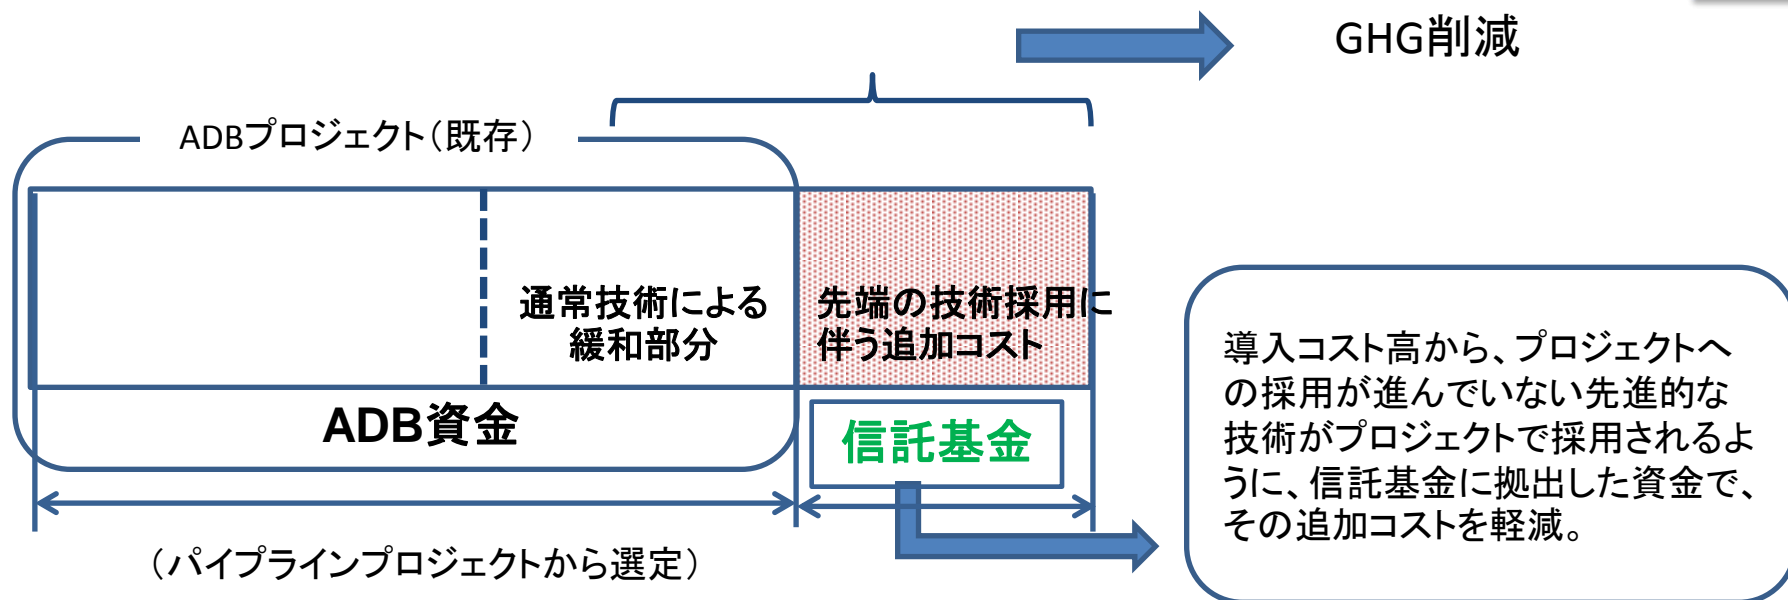 GHG削減
ADBプロジェクト（既存）
通常技術による
緩和部分
先端の技術採用に
伴う追加コスト
ADB資金
信託基金
（パイプラインプロジェクトから選定）
導入コスト高から、プロジェクトへ
の採用が進んでいない先進的な
技術がプロジェクトで採用されるよ
うに、信託基金に拠出した資金で、
その追加コストを軽減。